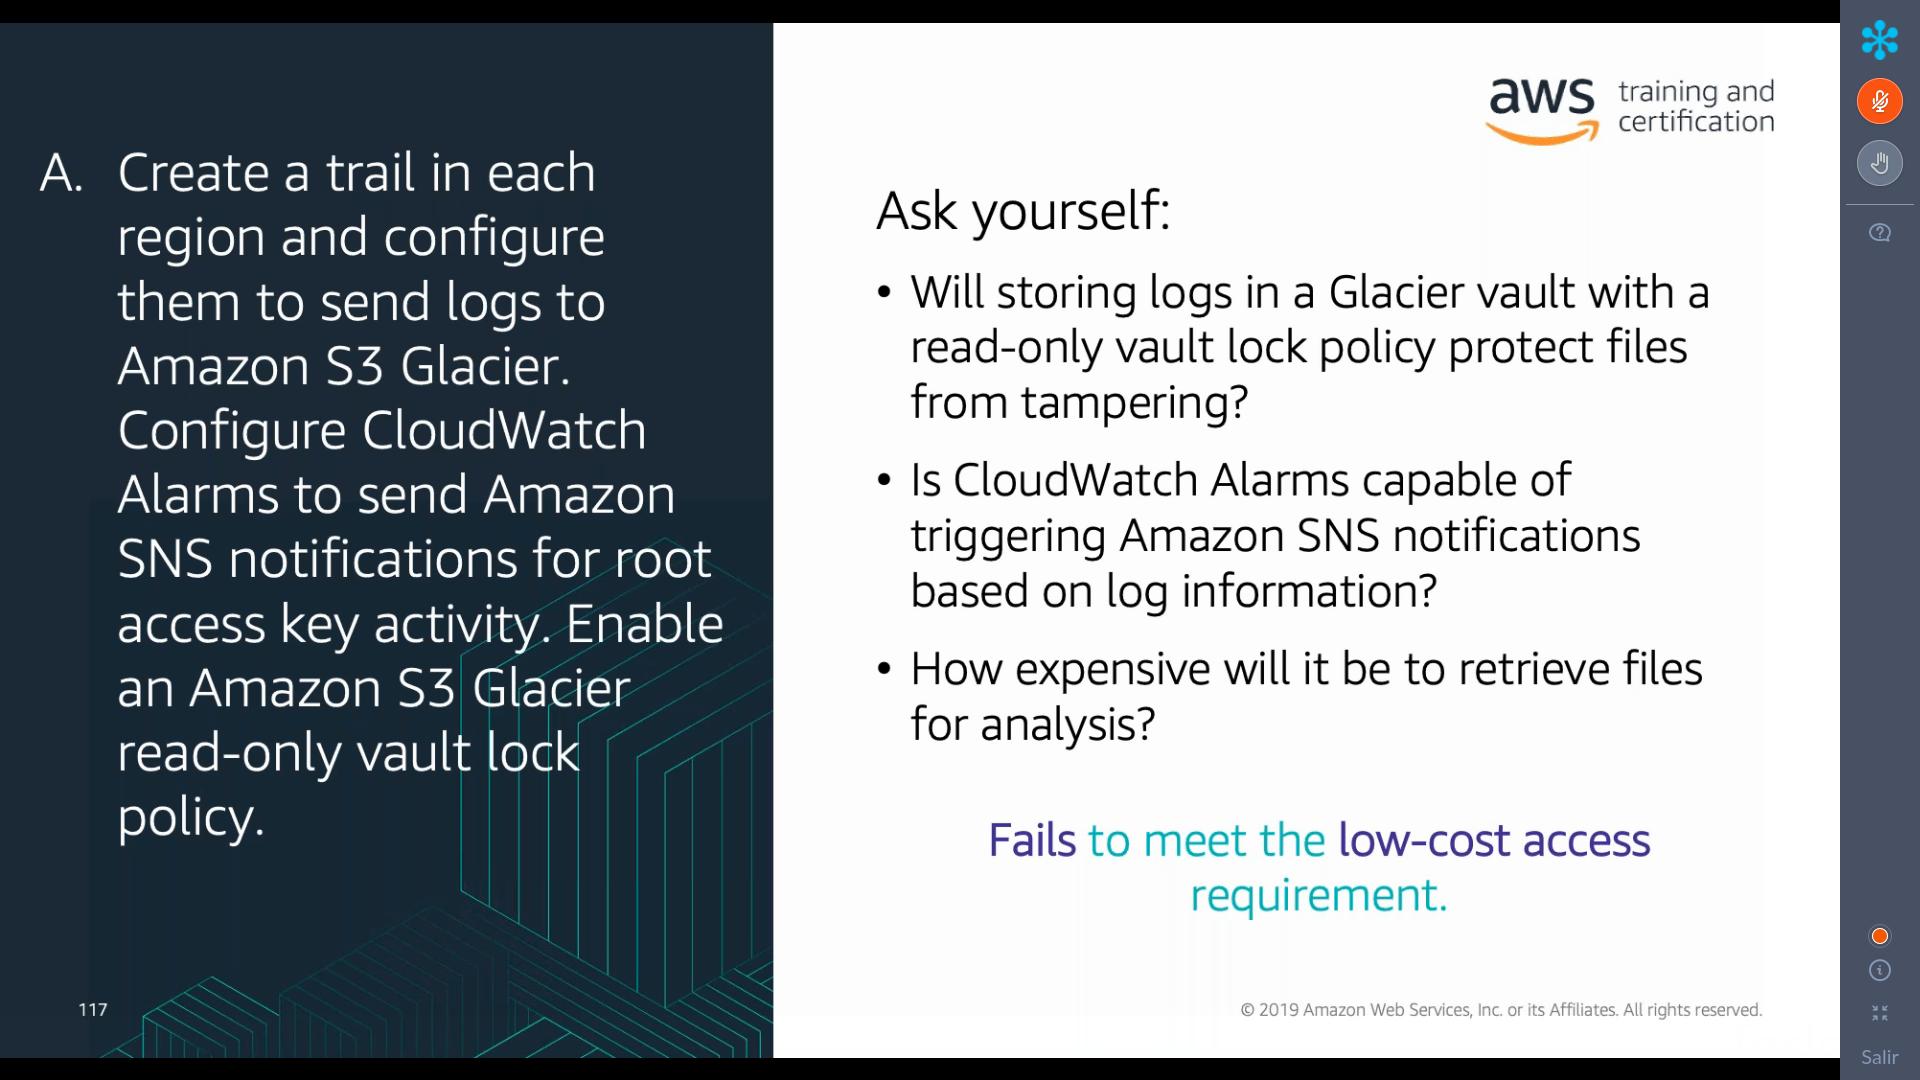 A. Create a trail in each
region and configure
them to send logs to
Amazon S3 Glacier.
Configure CloudWatch
Alarms to send Amazon
SNS notifications for root
access key activity. Enable
an Amazon S3 Glacier
read-only vault lock
policy.
117
aws training and
certification
Ask yourself:
• Will storing logs in a Glacier vault with a
read-only vault lock policy protect files
from tampering?
• Is CloudWatch Alarms capable of
triggering Amazon SNS notifications
based on log information?
• How expensive will it be to retrieve files
for analysis?
Fails to meet the low-cost access
requirement.
© 2019 Amazon Web Services, Inc. or its Affiliates. All rights reserved.
Salir